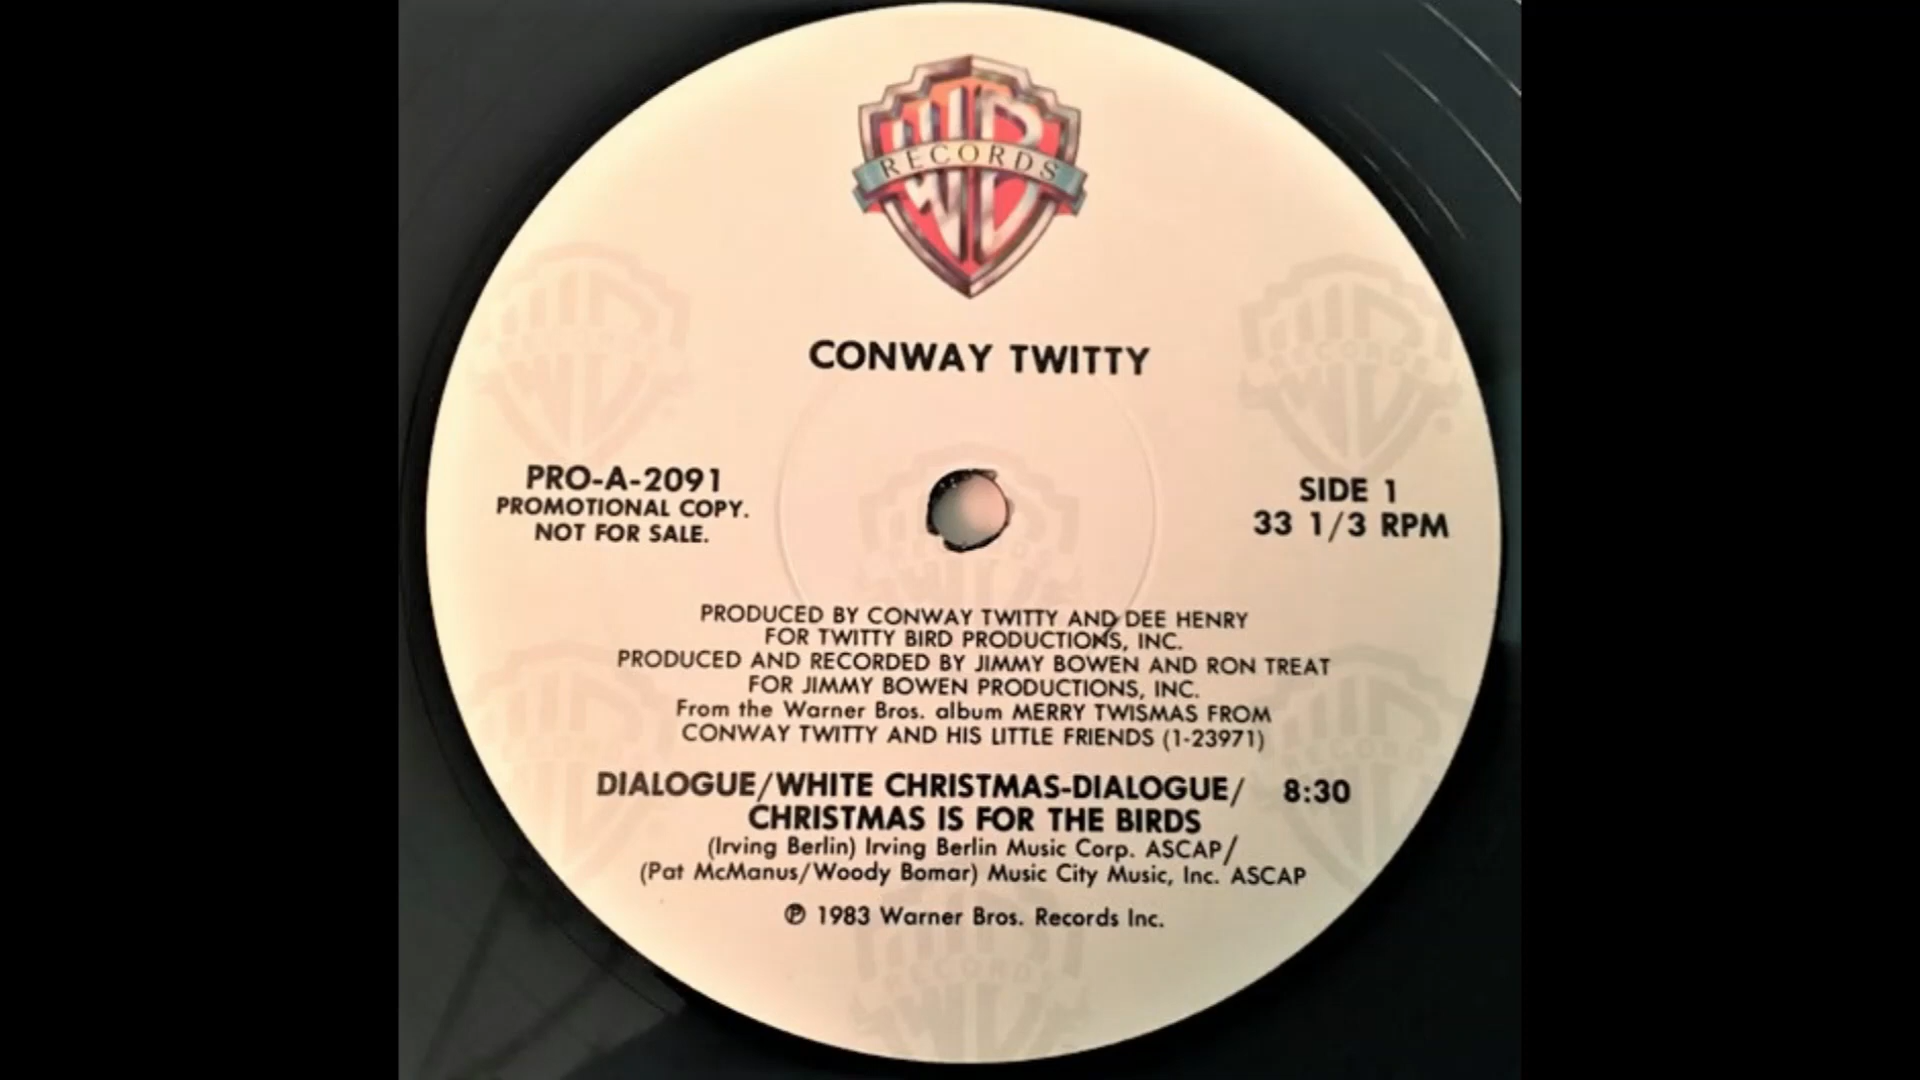 RECORDS
CONWAY TWITTY
PRO-A-2091
PROMOTIONAL COPY.
NOT FOR SALE.
SIDE 1
33 1/3 RPM
PRODUCED BY CONWAY TWITTY AND DEE HENRY
FOR TWITTY BIRD PRODUCTIONS, INC.
PRODUCED AND RECORDED BY JIMMY BOWEN AND RON TREAT
FOR JIMMY BOWEN PRODUCTIONS, INC.
From the Warner Bros. album MERRY TWISMAS FROM
CONWAY TWITTY AND HIS LITTLE FRIENDS (1-23971)
DIALOGUE/WHITE CHRISTMAS-DIALOGUE/ 8:30
CHRISTMAS IS FOR THE BIRDS
(Irving Berlin) Irving Berlin Music Corp. ASCAP/
(Pat McManus/Woody Bomar) Music City Music, Inc. ASCAP
℗ 1983 Warner Bros. Records Inc.